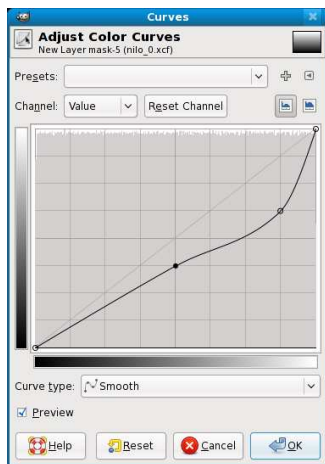 Curves
Adjust Color Curves
New Layer mask-5 (nilo_0.xcf)
Presets:
Channel: Value Reset Channel
Curve type: Smooth
Preview
Help Reset Cancel OK